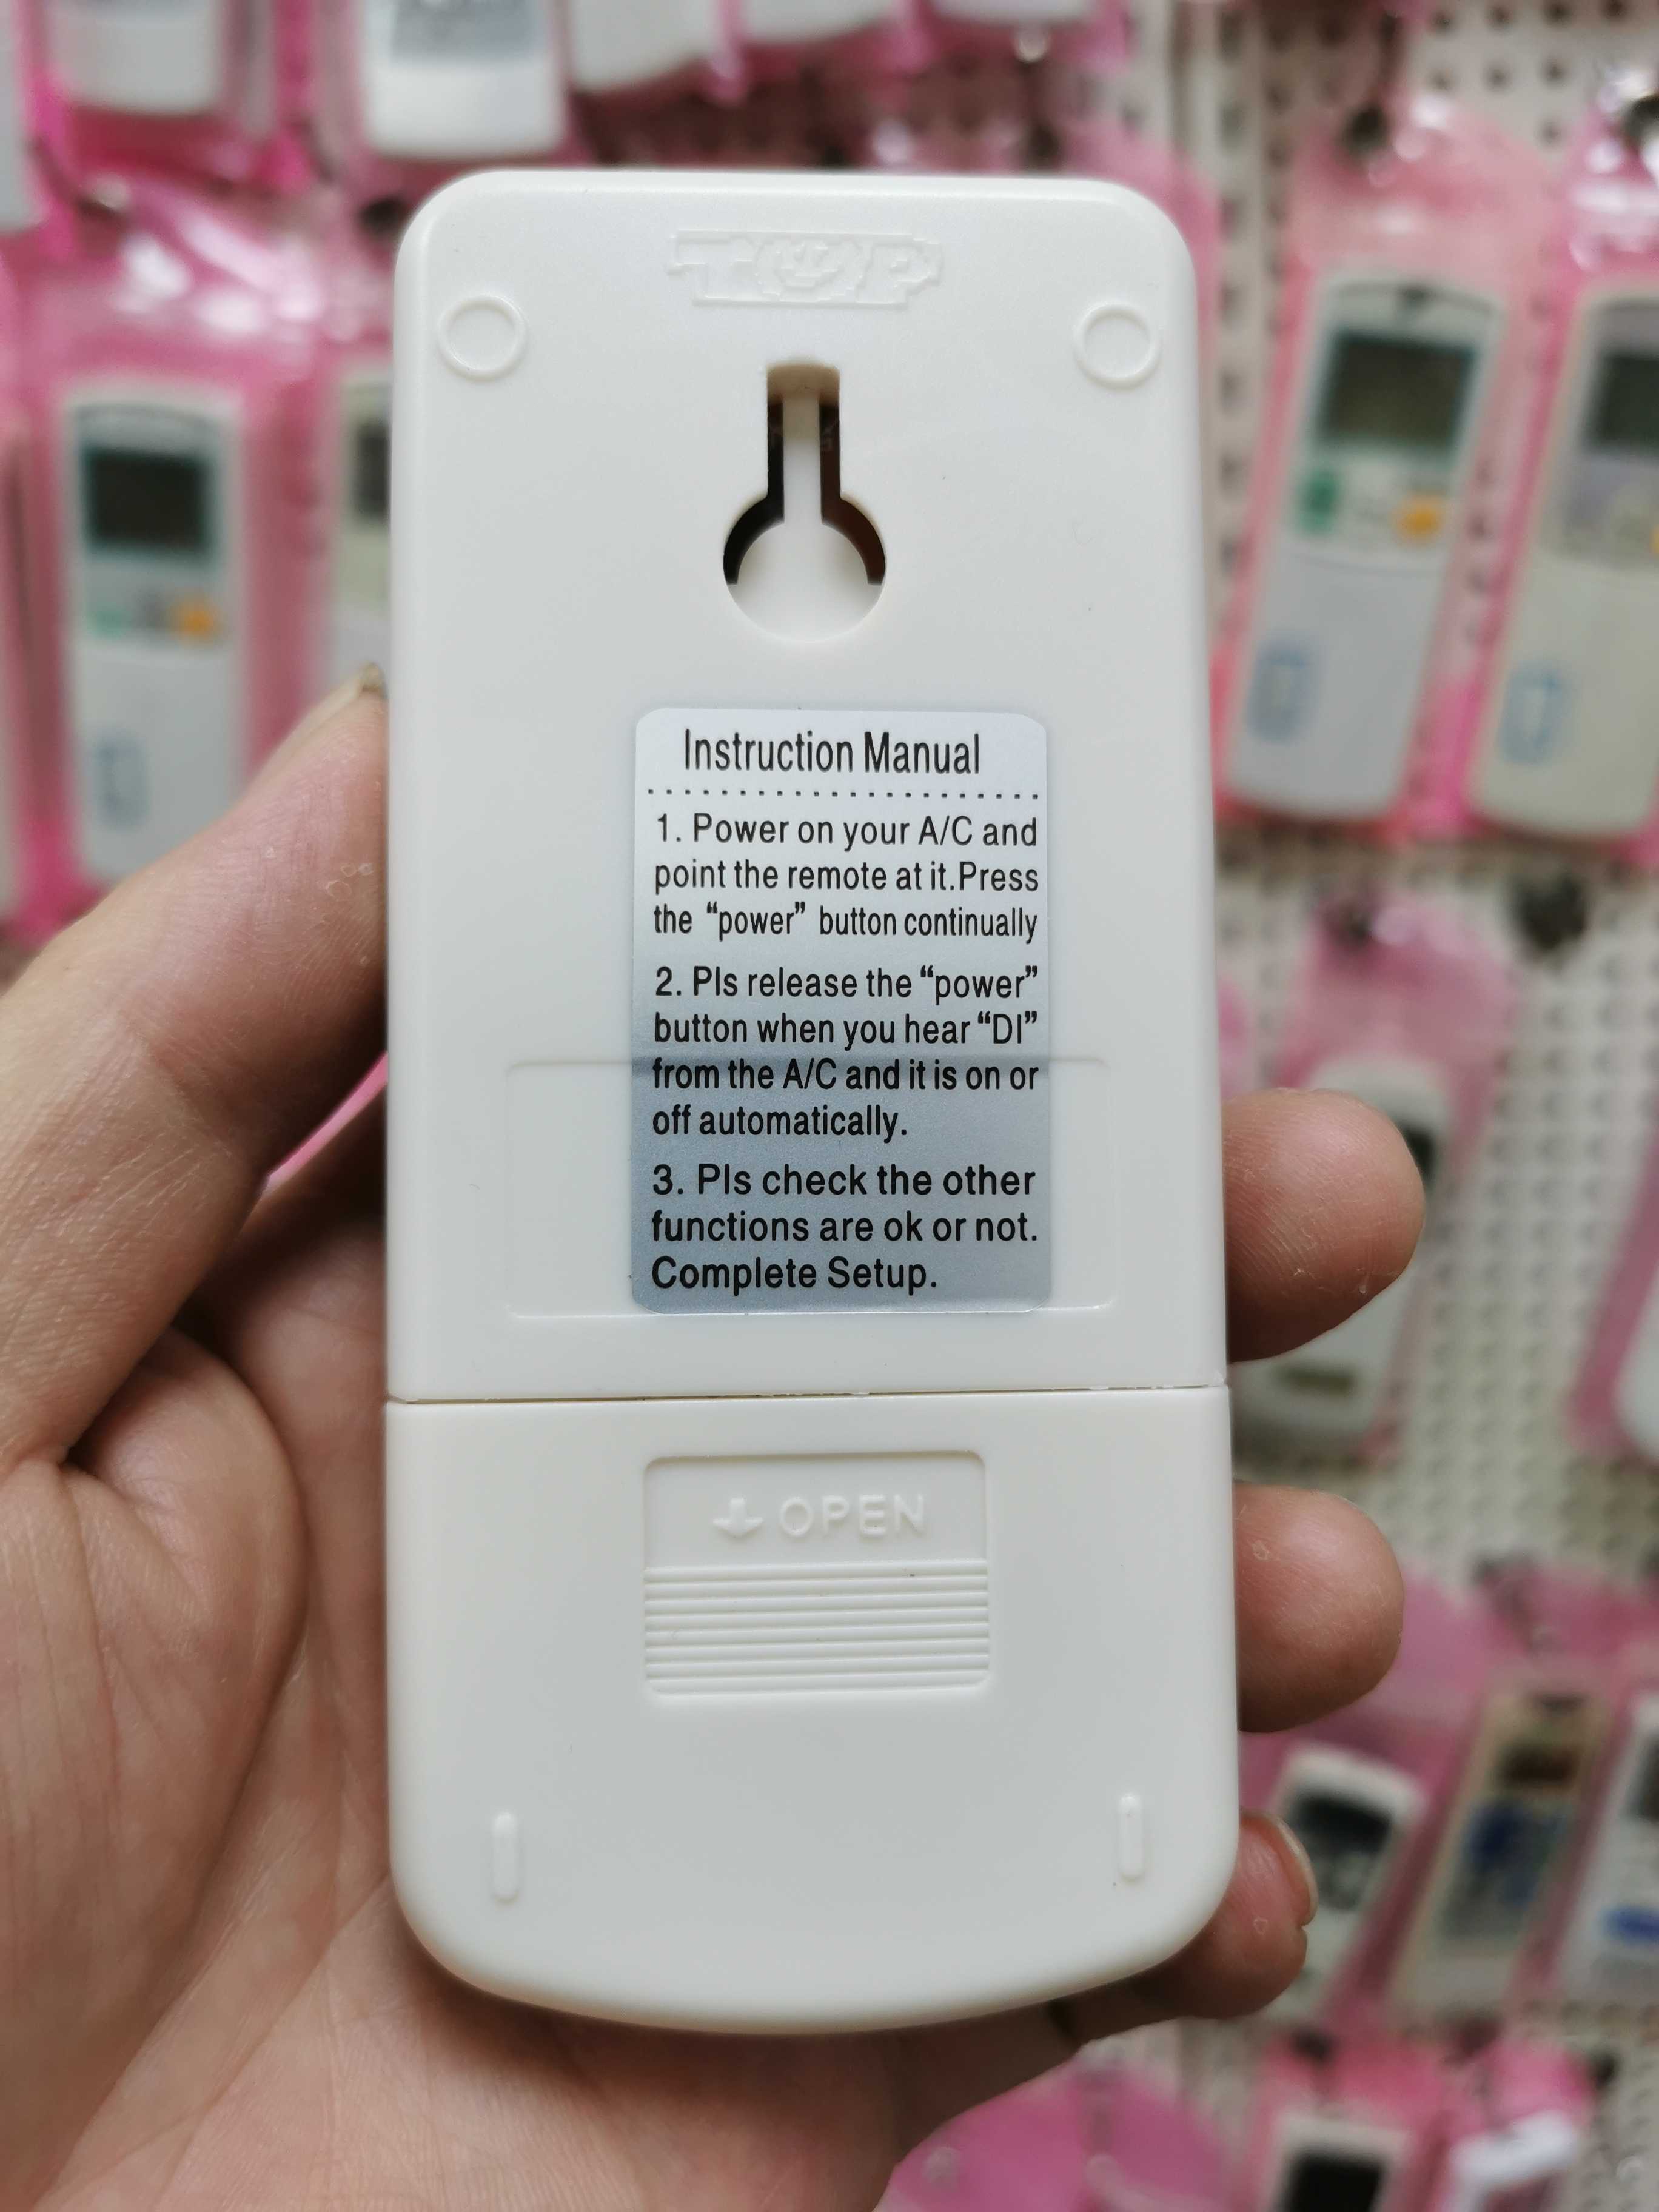 TOP
Instruction Manual
1. Power on your A/C and
point the remote at it.Press
the “power” button continually
2. Pls release the “power”
button when you hear “DI”
from the A/C and it is on or
off automatically.
3. Pls check the other
functions are ok or not.
Complete Setup.
OPEN